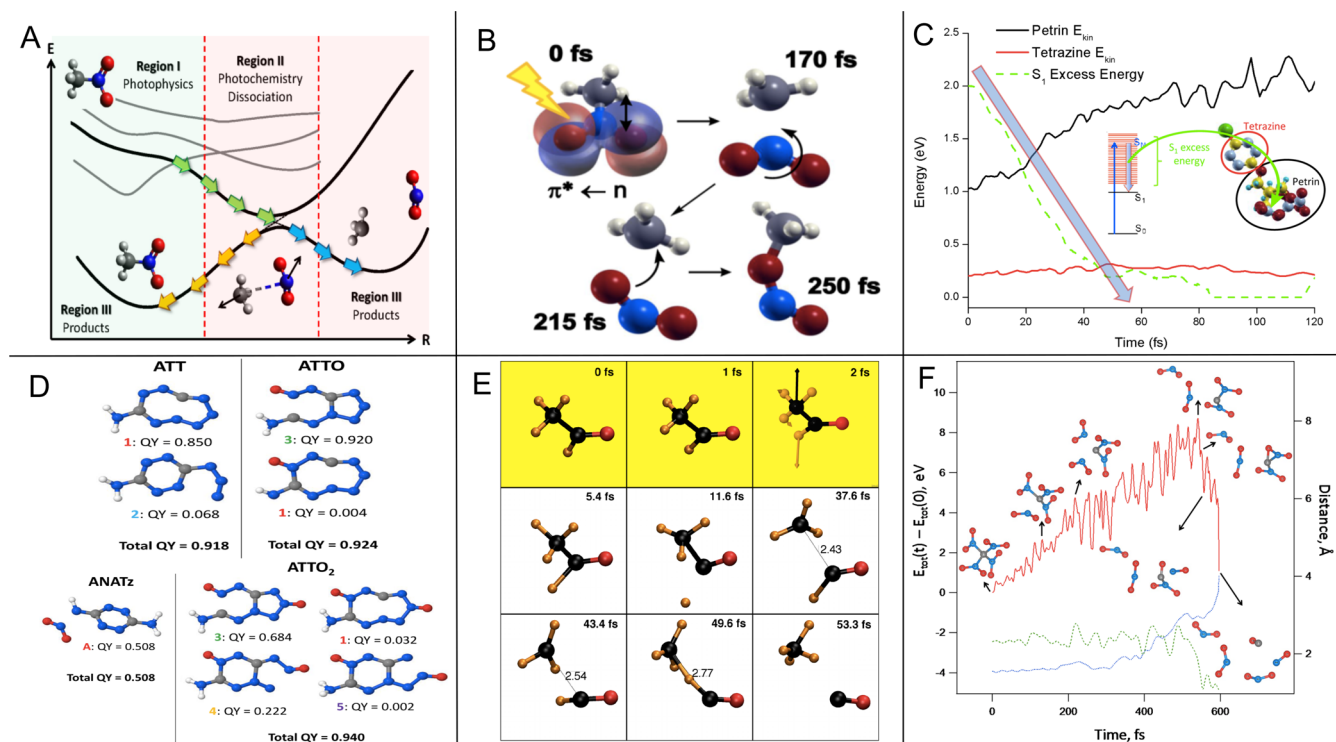 A
E
Region I
Photophysics
Region II
Photochemistry
Dissociation
Region III
Products
Region III
Products
R
B
0 fs
170 fs
π* ← n
215 fs
250 fs
C
Petrin E_kin
Tetrazine E_kin
S₁ Excess Energy
2.5
2.0
1.5
1.0
0.5
0.0
Energy (eV)
S₁ excess
energy
S₁
S₀
Tetrazine
Petrin
0 20 40 60 80 100 120
Time (fs)
D
ATT
1: QY = 0.850
2: QY = 0.068
Total QY = 0.918
ATTO
3: QY = 0.920
1: QY = 0.004
Total QY = 0.924
ANATz
A: QY = 0.508
Total QY = 0.508
ATTO₂
3: QY = 0.684
1: QY = 0.032
4: QY = 0.222
5: QY = 0.002
Total QY = 0.940
E
0 fs
1 fs
2 fs
5.4 fs
11.6 fs
37.6 fs
2.43
43.4 fs
2.54
49.6 fs
2.77
53.3 fs
F
10
8
6
4
2
0
-2
-4
E_tot(t) − E_tot(0), eV
8
6
4
2
Distance, Å
0 200 400 600
Time, fs